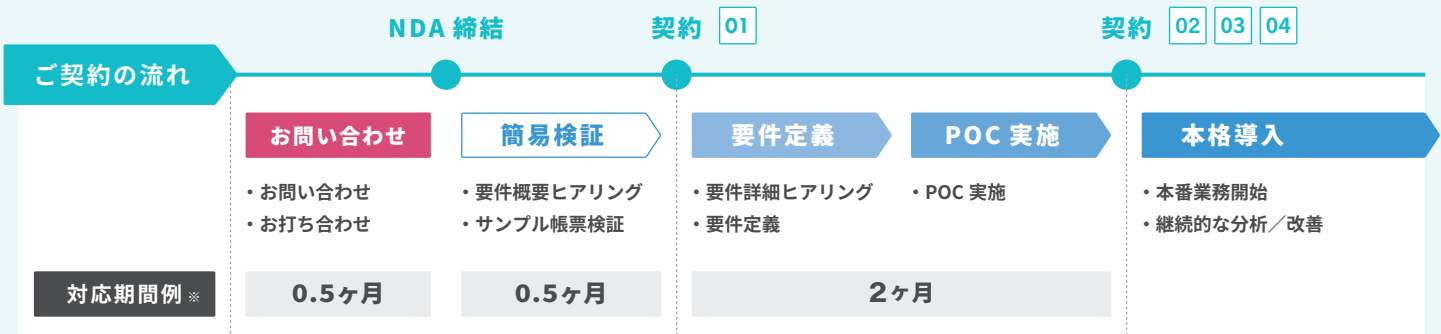 NDA 締結
契約 01
契約 02 03 04
ご契約の流れ
お問い合わせ
簡易検証
要件定義
POC 実施
本格導入
・お問い合わせ
・お打ち合わせ
・要件概要ヒアリング
・サンプル帳票検証
・要件詳細ヒアリング
・要件定義
・POC 実施
・本番業務開始
・継続的な分析／改善
対応期間例※
0.5ヶ月
0.5ヶ月
2ヶ月